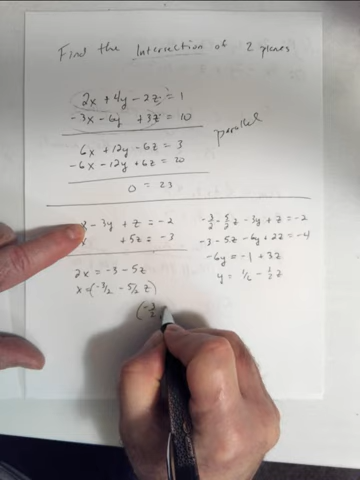 Find the Intersection of 2 planes
2x + 4y - 2z = 1
-3x - 6y + 3z = 10
6x + 12y - 6z = 3
-6x - 12y + 6z = 20
0 = 23
parallel
- 3y + z = -2
+5z = -3
2x = -3 - 5z
x = (-3/2 - 5/2 z)
-3/2 - 5/2 z - 3y + z = -2
-3 - 5z - 6y + 2z = -4
-6y = -1 + 3z
y = 1/6 - 1/2 z
(-3/2